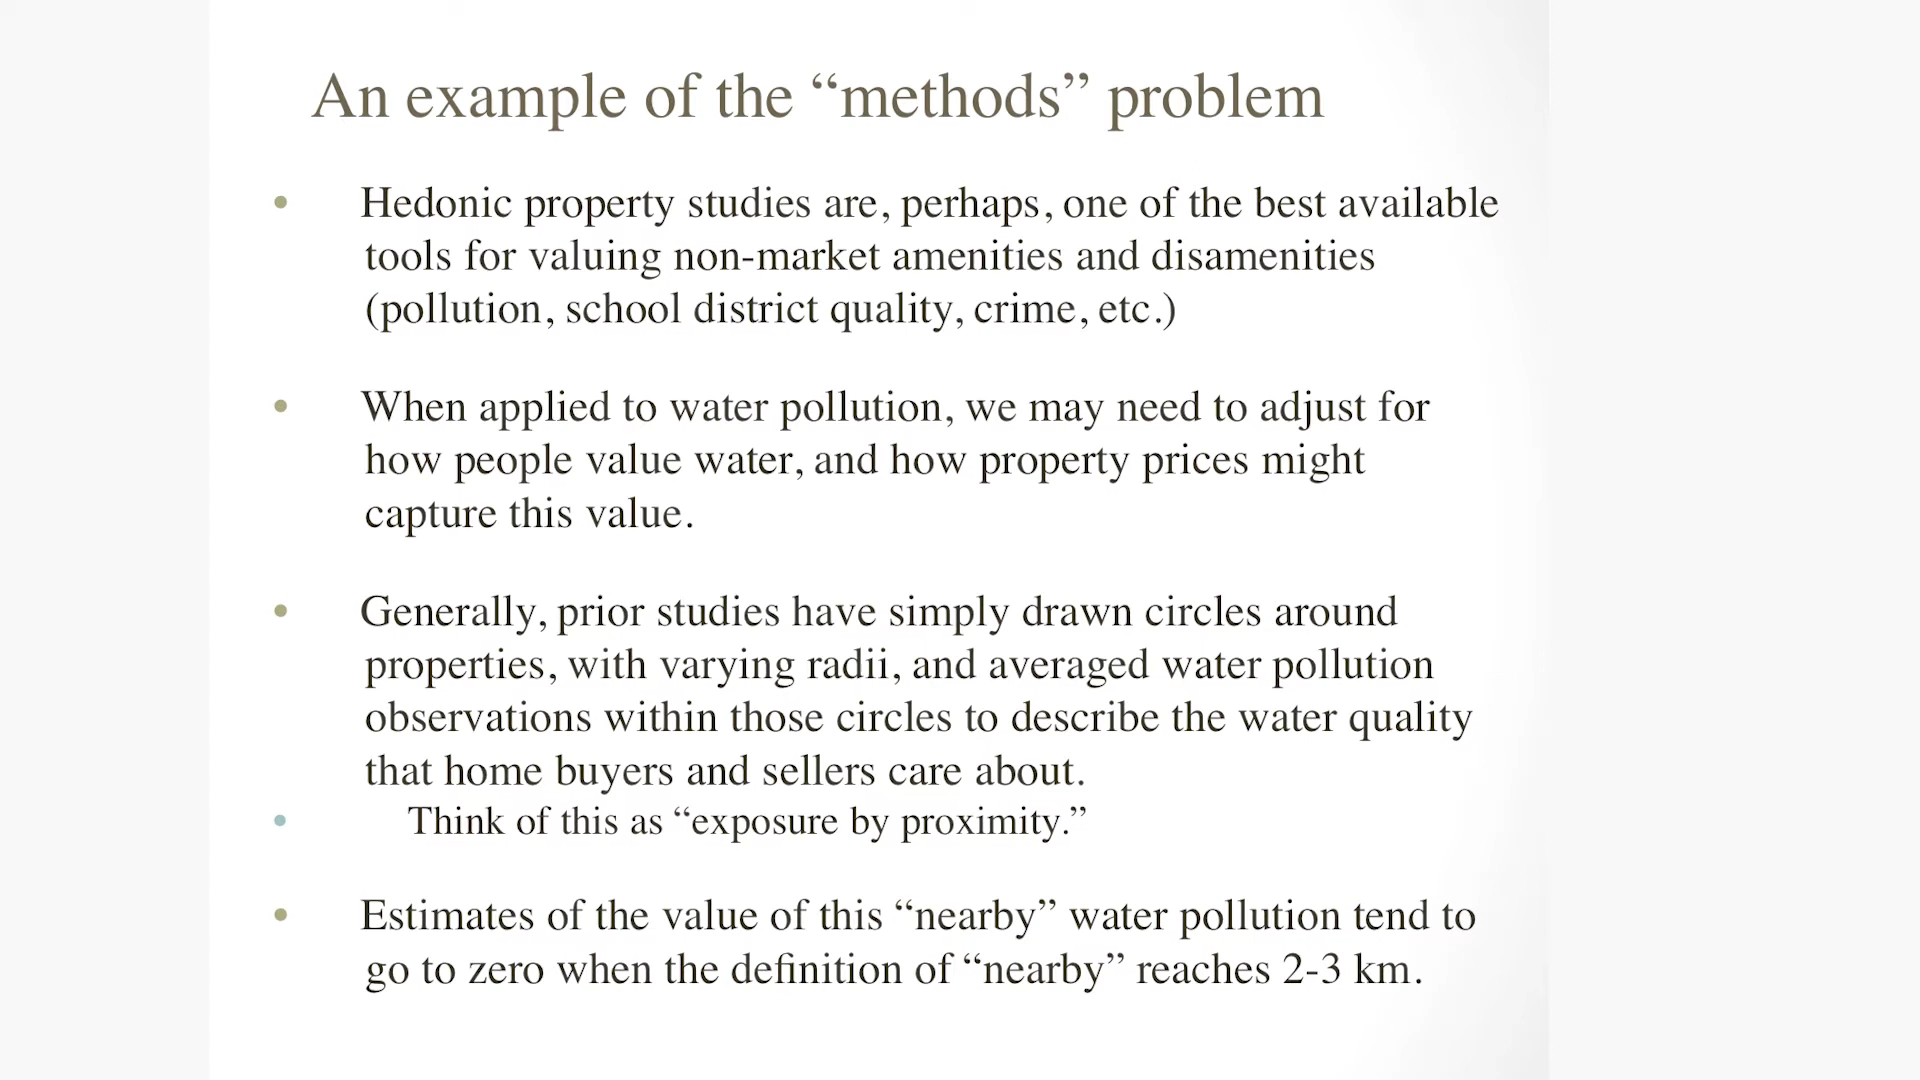 An example of the “methods” problem
• Hedonic property studies are, perhaps, one of the best available
tools for valuing non-market amenities and disamenities
(pollution, school district quality, crime, etc.)
• When applied to water pollution, we may need to adjust for
how people value water, and how property prices might
capture this value.
• Generally, prior studies have simply drawn circles around
properties, with varying radii, and averaged water pollution
observations within those circles to describe the water quality
that home buyers and sellers care about.
• Think of this as “exposure by proximity.”
• Estimates of the value of this “nearby” water pollution tend to
go to zero when the definition of “nearby” reaches 2-3 km.